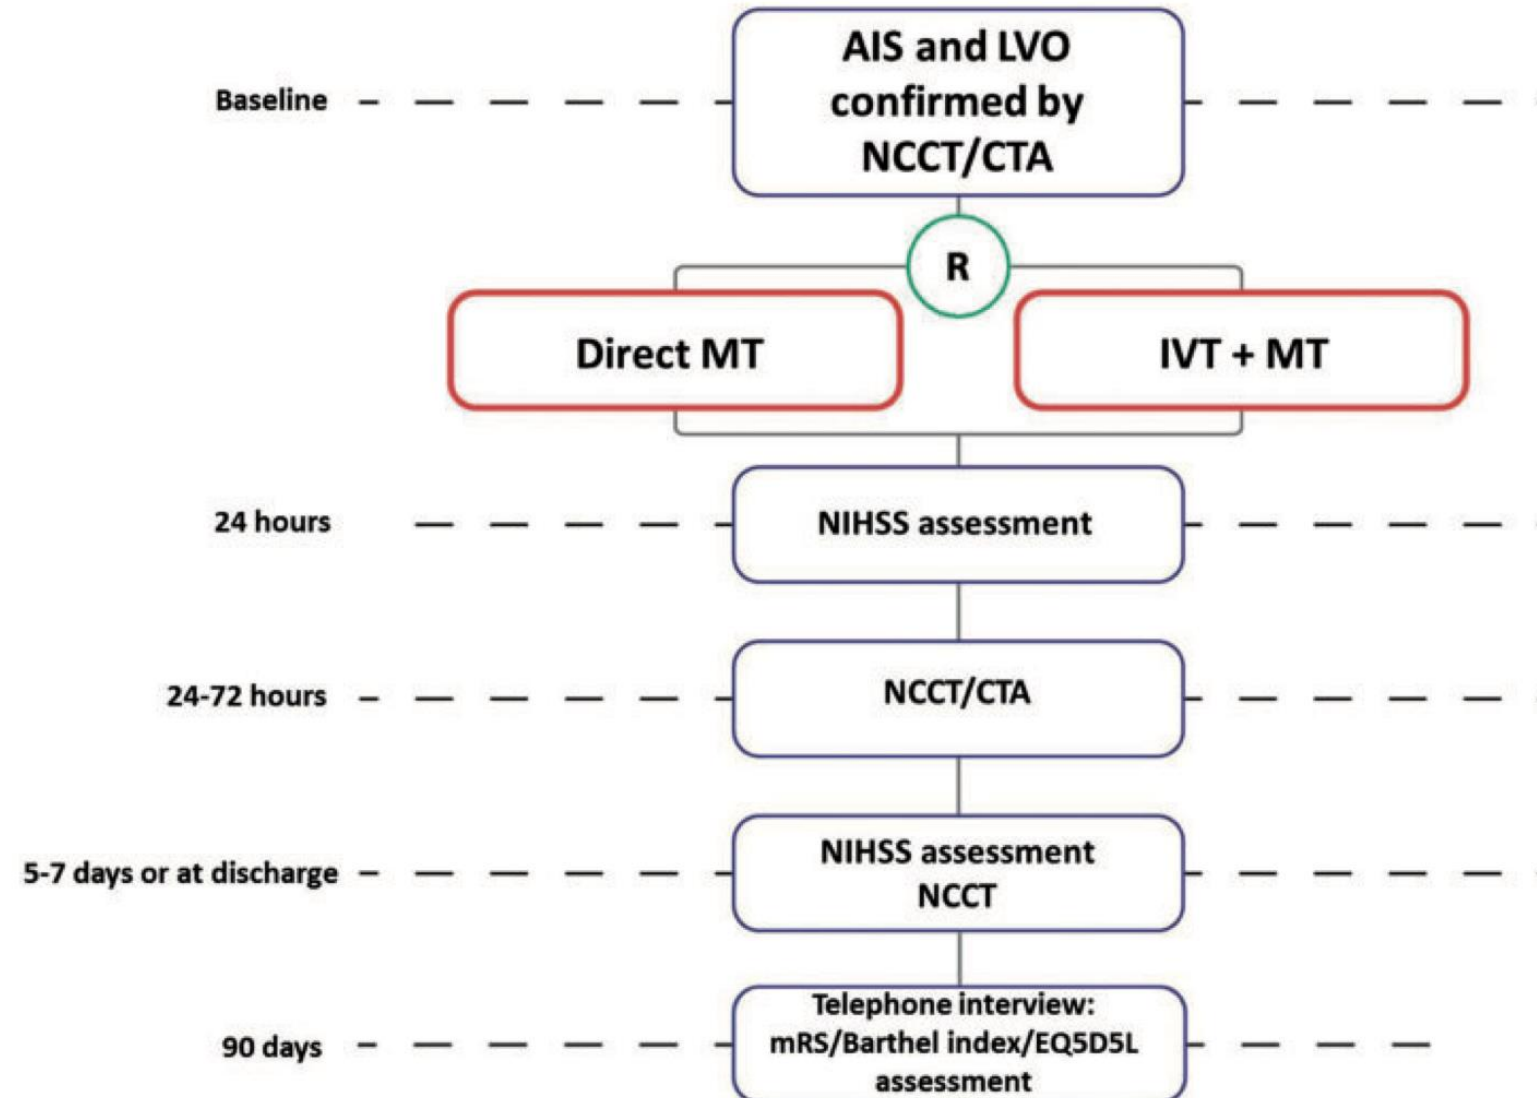 Baseline
AIS and LVO
confirmed by
NCCT/CTA
R
Direct MT
IVT + MT
24 hours
NIHSS assessment
24-72 hours
NCCT/CTA
5-7 days or at discharge
NIHSS assessment
NCCT
90 days
Telephone interview:
mRS/Barthel index/EQ5D5L
assessment